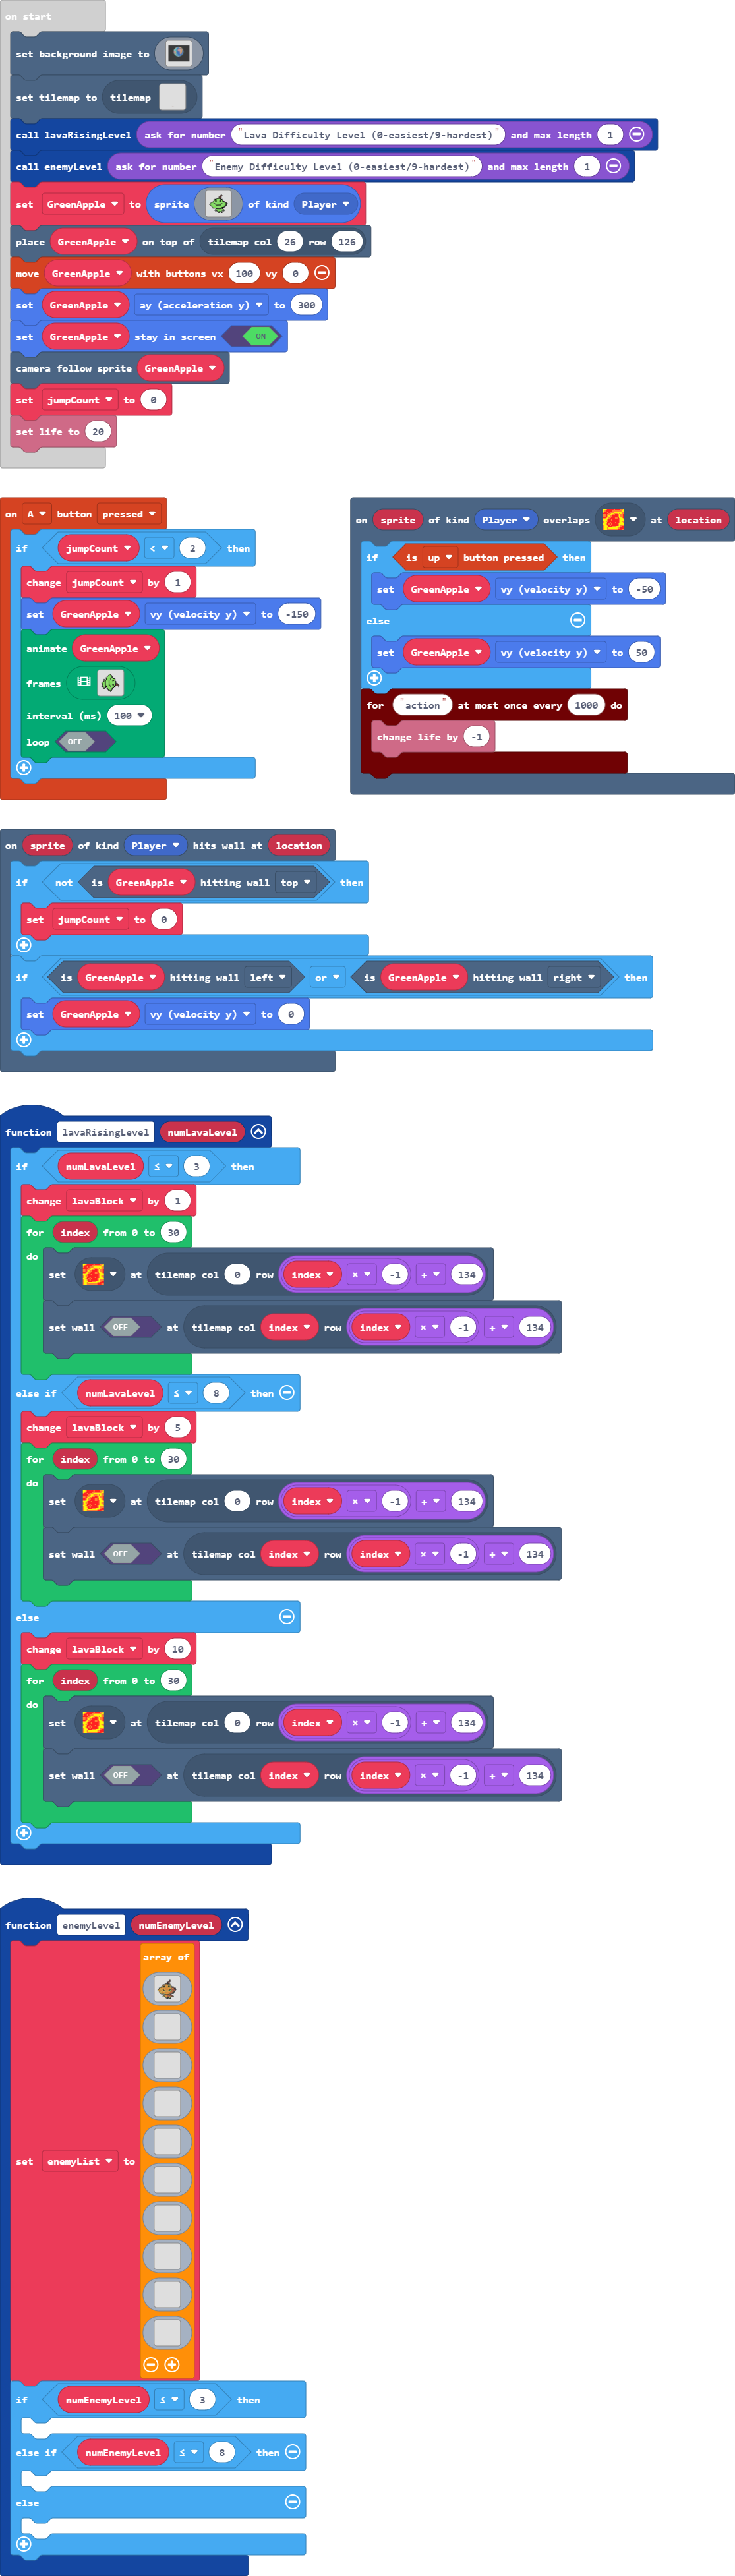 on start
set background image to
set tilemap to tilemap
call lavaRisingLevel ask for number "Lava Difficulty Level (0-easiest/9-hardest)" and max length 1
call enemyLevel ask for number "Enemy Difficulty Level (0-easiest/9-hardest)" and max length 1
set GreenApple to sprite of kind Player
place GreenApple on top of tilemap col 26 row 126
move GreenApple with buttons vx 100 vy 0
set GreenApple ay (acceleration y) to 300
set GreenApple stay in screen ON
camera follow sprite GreenApple
set jumpCount to 0
set life to 20
on A button pressed
if jumpCount < 2 then
change jumpCount by 1
set GreenApple vy (velocity y) to -150
animate GreenApple
frames
interval (ms) 100
loop OFF
on sprite of kind Player overlaps at location
if is up button pressed then
set GreenApple vy (velocity y) to -50
else
set GreenApple vy (velocity y) to 50
for "action" at most once every 1000 do
change life by -1
on sprite of kind Player hits wall at location
if not is GreenApple hitting wall top then
set jumpCount to 0
if is GreenApple hitting wall left or is GreenApple hitting wall right then
set GreenApple vy (velocity y) to 0
function lavaRisingLevel numLavaLevel
if numLavaLevel ≤ 3 then
change lavaBlock by 1
for index from 0 to 30
do
set at tilemap col 0 row index × -1 + 134
set wall OFF at tilemap col index row index × -1 + 134
else if numLavaLevel ≤ 8 then
change lavaBlock by 5
for index from 0 to 30
do
set at tilemap col 0 row index × -1 + 134
set wall OFF at tilemap col index row index × -1 + 134
else
change lavaBlock by 10
for index from 0 to 30
do
set at tilemap col 0 row index × -1 + 134
set wall OFF at tilemap col index row index × -1 + 134
function enemyLevel numEnemyLevel
array of
set enemyList to
if numEnemyLevel ≤ 3 then
else if numEnemyLevel ≤ 8 then
else